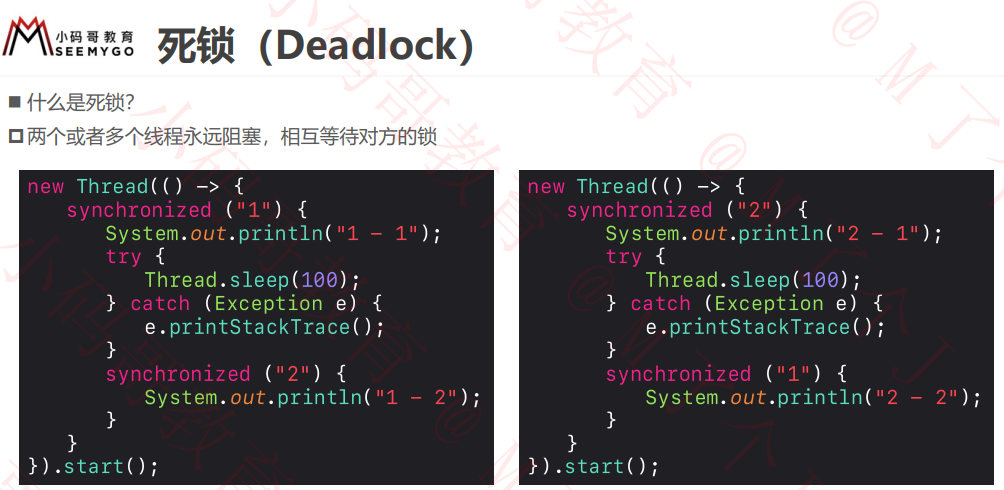 小码哥教育
SEEMYGO
死锁（Deadlock）
什么是死锁？
两个或者多个线程永远阻塞，相互等待对方的锁
new Thread(() -> {
synchronized ("1") {
System.out.println("1 - 1");
try {
Thread.sleep(100);
} catch (Exception e) {
e.printStackTrace();
}
synchronized ("2") {
System.out.println("1 - 2");
}
}
}).start();
new Thread(() -> {
synchronized ("2") {
System.out.println("2 - 1");
try {
Thread.sleep(100);
} catch (Exception e) {
e.printStackTrace();
}
synchronized ("1") {
System.out.println("2 - 2");
}
}
}).start();